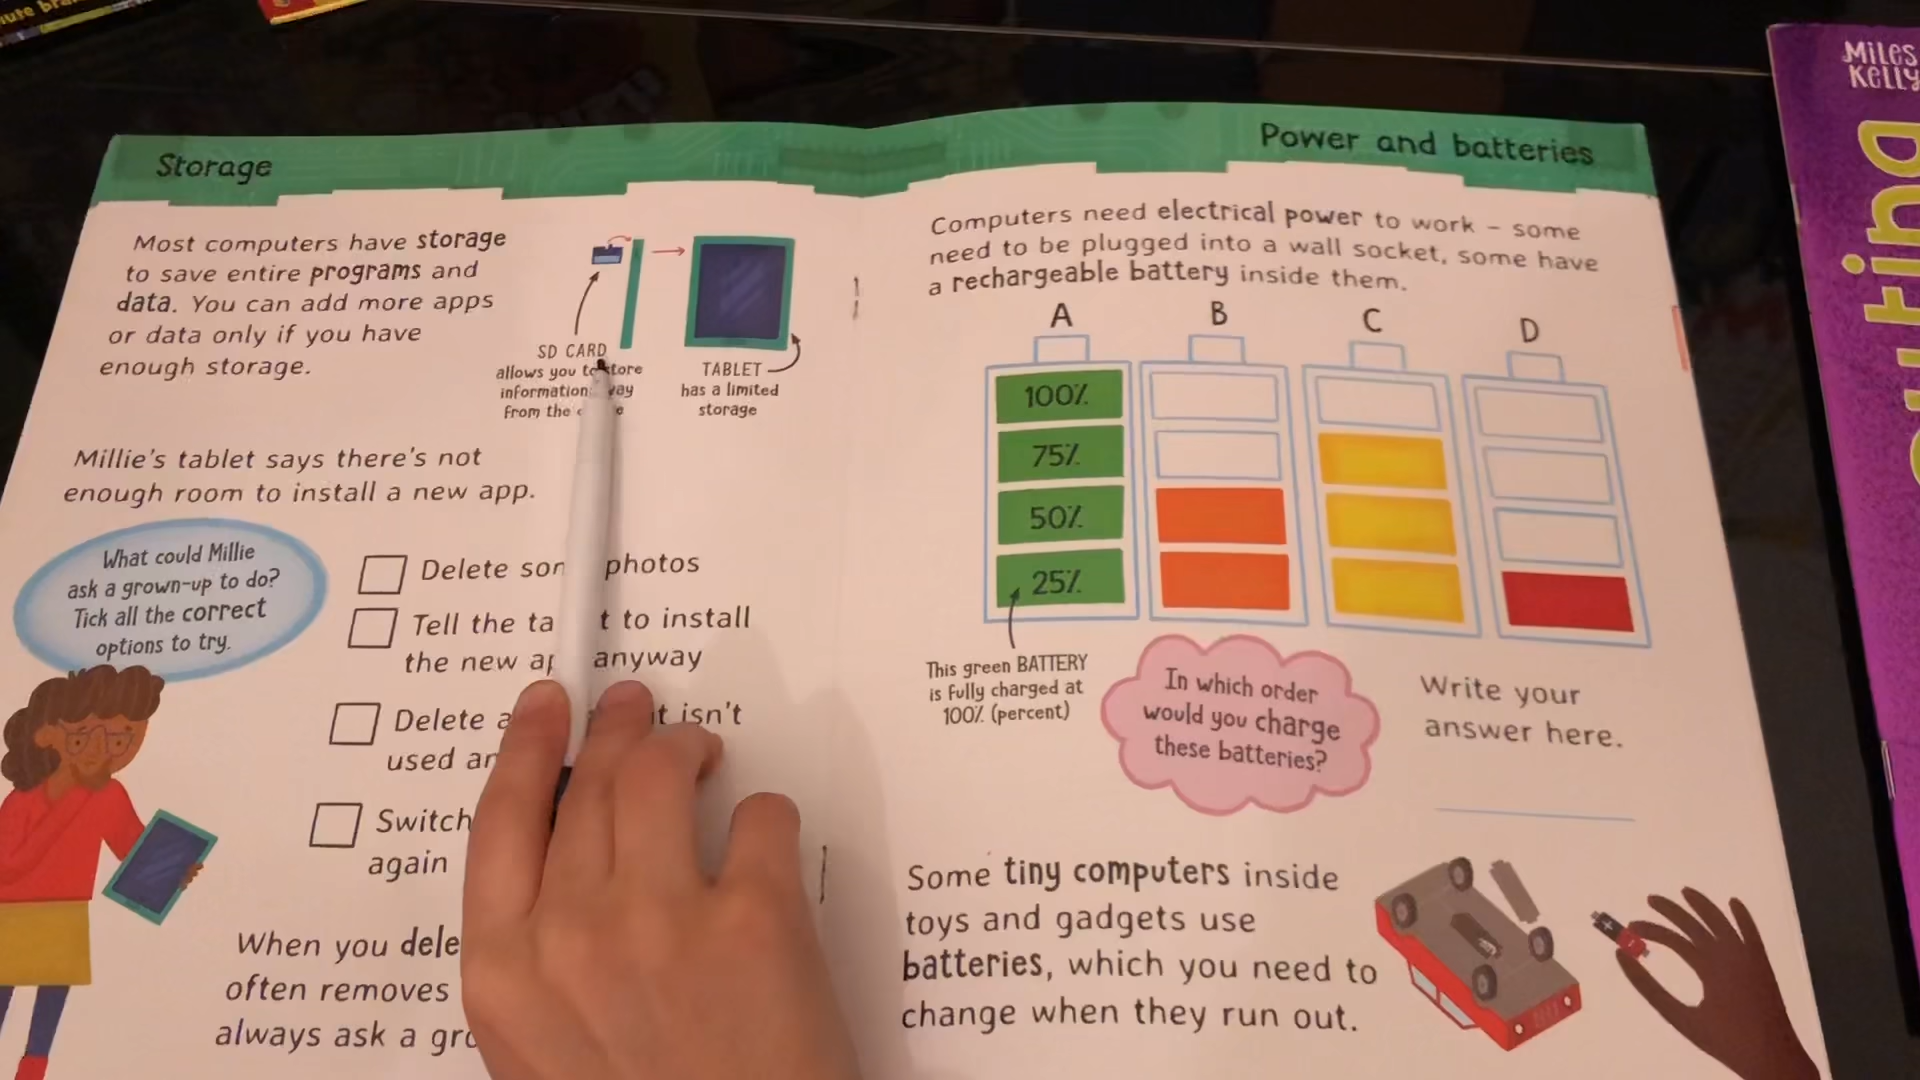 Miles
Kelly
Storage
Most computers have storage
to save entire programs and
data. You can add more apps
or data only if you have
enough storage.
SD CARD
allows you to store
information
from the
TABLET
has a limited
storage
Millie's tablet says there's not
enough room to install a new app.
What could Millie
ask a grown-up to do?
Tick all the correct
options to try.
Delete photos
Tell the to install
the new anyway
Delete isn't
used
Switch
again
When you
often removes
always ask a
Power and batteries
Computers need electrical power to work – some
need to be plugged into a wall socket, some have
a rechargeable battery inside them.
A B C D
100%
75%
50%
25%
This green BATTERY
is fully charged at
100% (percent)
In which order
would you charge
these batteries?
Write your
answer here.
Some tiny computers inside
toys and gadgets use
batteries, which you need to
change when they run out.